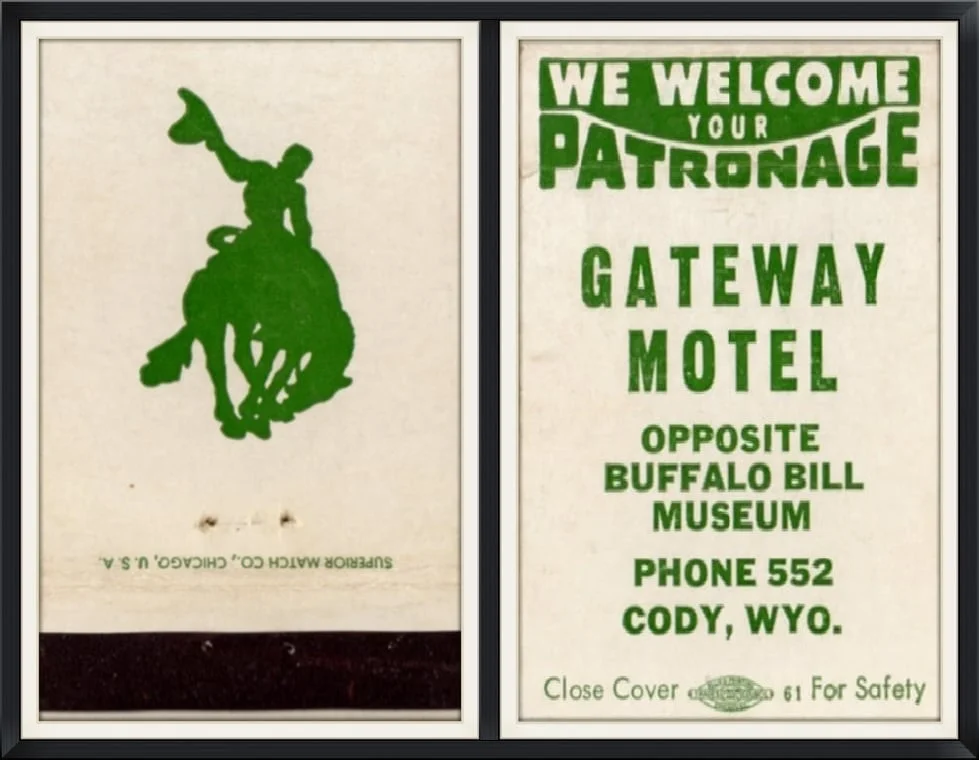 SUPERIOR MATCH CO., CHICAGO, U. S. A.
WE WELCOME
YOUR
PATRONAGE
GATEWAY
MOTEL
OPPOSITE
BUFFALO BILL
MUSEUM
PHONE 552
CODY, WYO.
Close Cover 61 For Safety